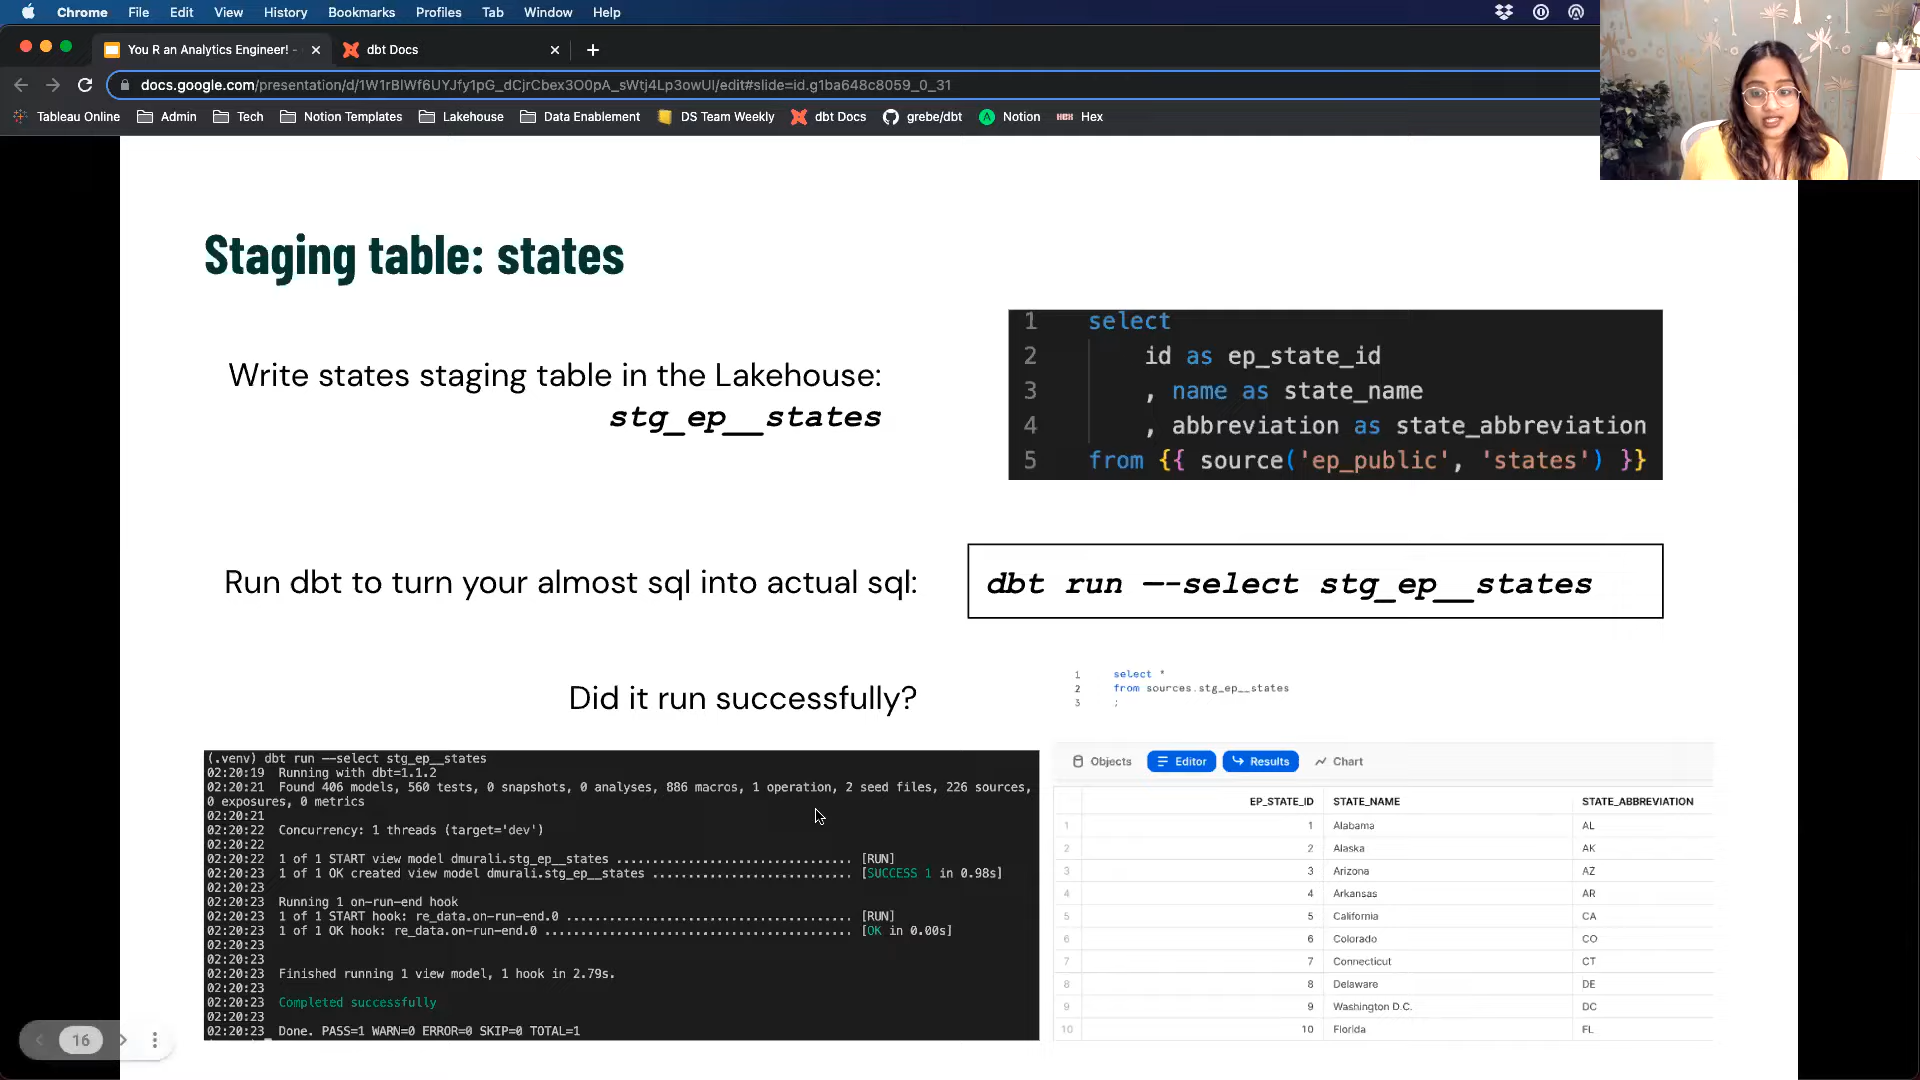 Chrome File Edit View History Bookmarks Profiles Tab Window Help
You R an Analytics Engineer! -
dbt Docs
docs.google.com/presentation/d/1W1rBlWf6UYJfy1pG_dCjrCbex3O0pA_sWtj4Lp3owUI/edit#slide=id.g1ba648c8059_0_31
Tableau Online Admin Tech Notion Templates Lakehouse Data Enablement DS Team Weekly dbt Docs grebe/dbt Notion HEX Hex
Staging table: states
Write states staging table in the Lakehouse:
stg_ep__states
1 select
2 id as ep_state_id
3 , name as state_name
4 , abbreviation as state_abbreviation
5 from {{ source('ep_public', 'states') }}
Run dbt to turn your almost sql into actual sql:
dbt run --select stg_ep__states
Did it run successfully?
1 select *
2 from sources.stg_ep__states
3 ;
(.venv) dbt run --select stg_ep__states
02:20:19 Running with dbt=1.1.2
02:20:21 Found 406 models, 560 tests, 0 snapshots, 0 analyses, 886 macros, 1 operation, 2 seed files, 226 sources,
0 exposures, 0 metrics
02:20:21
02:20:22 Concurrency: 1 threads (target='dev')
02:20:22
02:20:22 1 of 1 START view model dmurali.stg_ep__states ................................. [RUN]
02:20:23 1 of 1 OK created view model dmurali.stg_ep__states ............................ [SUCCESS 1 in 0.98s]
02:20:23
02:20:23 Running 1 on-run-end hook
02:20:23 1 of 1 START hook: re_data.on-run-end.0 ........................................ [RUN]
02:20:23 1 of 1 OK hook: re_data.on-run-end.0 ........................................... [OK in 0.00s]
02:20:23
02:20:23
02:20:23 Finished running 1 view model, 1 hook in 2.79s.
02:20:23
02:20:23 Completed successfully
02:20:23
02:20:23 Done. PASS=1 WARN=0 ERROR=0 SKIP=0 TOTAL=1
Objects Editor Results Chart
EP_STATE_ID STATE_NAME STATE_ABBREVIATION
1 1 Alabama AL
2 2 Alaska AK
3 3 Arizona AZ
4 4 Arkansas AR
5 5 California CA
6 6 Colorado CO
7 7 Connecticut CT
8 8 Delaware DE
9 9 Washington D.C. DC
10 10 Florida FL
16